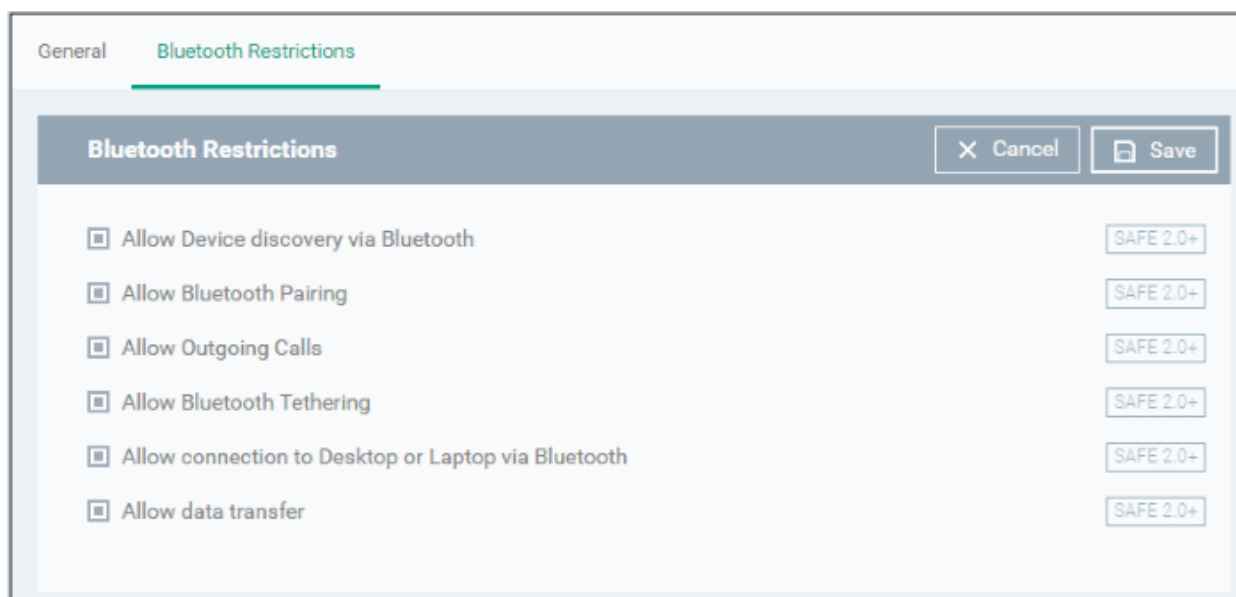 General Bluetooth Restrictions
Bluetooth Restrictions Cancel Save
Allow Device discovery via Bluetooth SAFE 2.0+
Allow Bluetooth Pairing SAFE 2.0+
Allow Outgoing Calls SAFE 2.0+
Allow Bluetooth Tethering SAFE 2.0+
Allow connection to Desktop or Laptop via Bluetooth SAFE 2.0+
Allow data transfer SAFE 2.0+